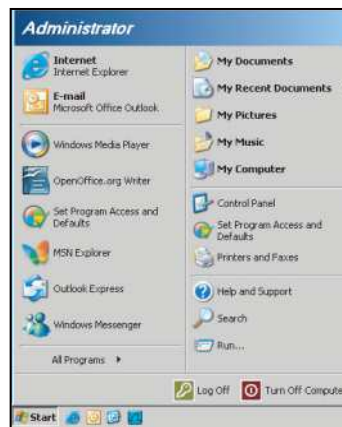 Administrator
Internet
Internet Explorer
E-mail
Microsoft Office Outlook
Windows Media Player
OpenOffice.org Writer
Set Program Access and
Defaults
MSN Explorer
Outlook Express
Windows Messenger
All Programs
My Documents
My Recent Documents
My Pictures
My Music
My Computer
Control Panel
Set Program Access and
Defaults
Printers and Faxes
Help and Support
Search
Run...
Log Off
Turn Off Compute
Start